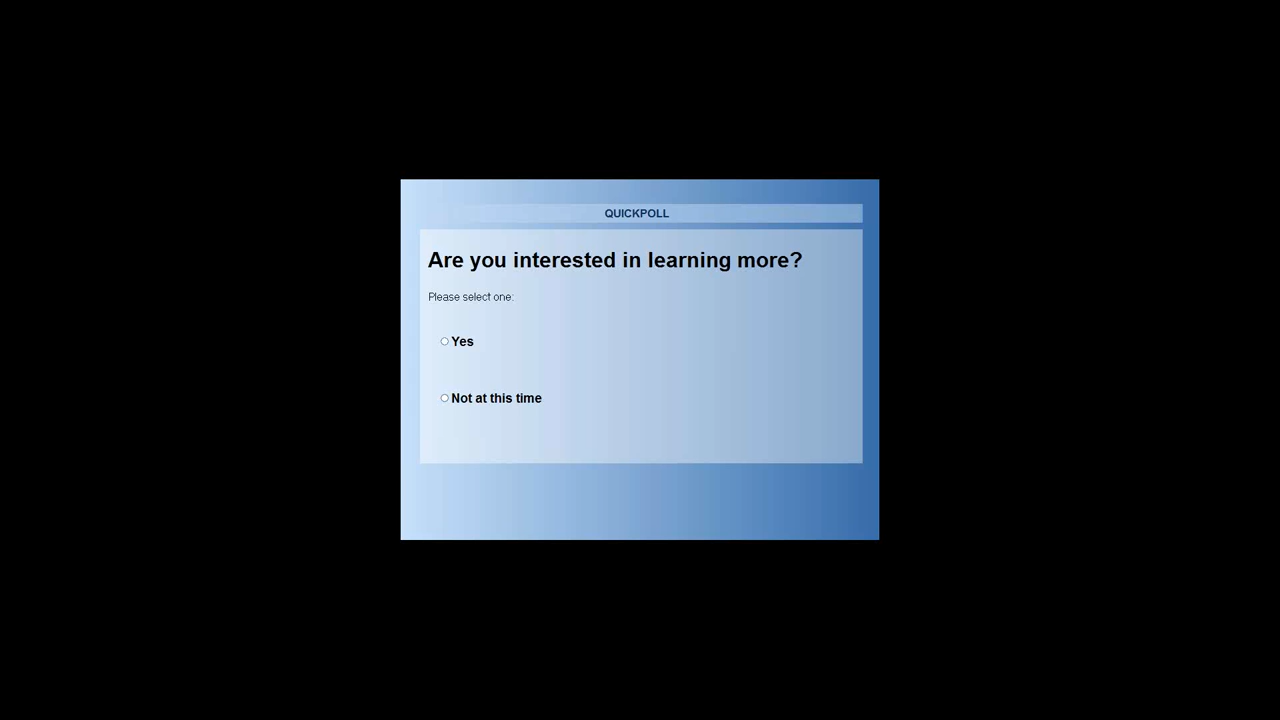 QUICKPOLL
Are you interested in learning more?
Please select one:
Yes
Not at this time